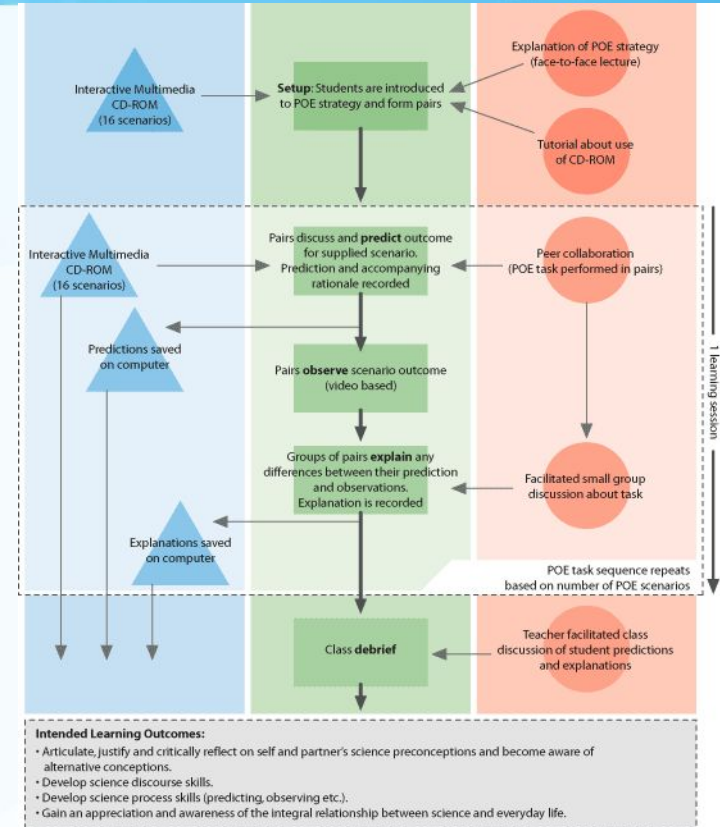 Interactive Multimedia
CD-ROM
(16 scenarios)
Setup: Students are introduced
to POE strategy and form pairs
Explanation of POE strategy
(face-to-face lecture)
Tutorial about use
of CD-ROM
Interactive Multimedia
CD-ROM
(16 scenarios)
Pairs discuss and predict outcome
for supplied scenario.
Prediction and accompanying
rationale recorded
Peer collaboration
(POE task performed in pairs)
Predictions saved
on computer
Pairs observe scenario outcome
(video based)
1 learning session
Groups of pairs explain any
differences between their prediction
and observations.
Explanation is recorded
Facilitated small group
discussion about task
Explanations saved
on computer
POE task sequence repeats
based on number of POE scenarios
Class debrief
Teacher facilitated class
discussion of student predictions
and explanations
Intended Learning Outcomes:
• Articulate, justify and critically reflect on self and partner's science preconceptions and become aware of
alternative conceptions.
• Develop science discourse skills.
• Develop science process skills (predicting, observing etc.).
• Gain an appreciation and awareness of the integral relationship between science and everyday life.